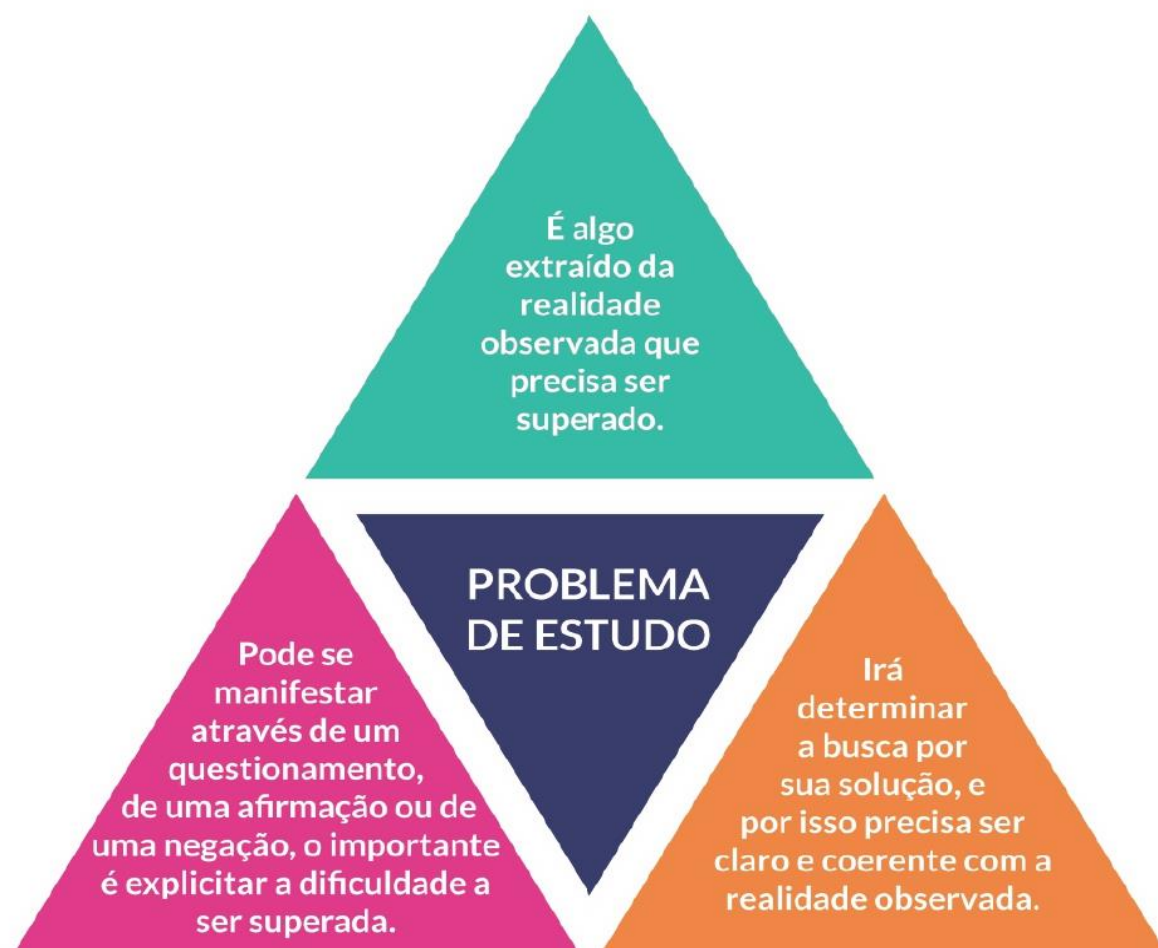 É algo
extraído da
realidade
observada que
precisa ser
superado.
PROBLEMA
DE ESTUDO
Pode se
manifestar
através de um
questionamento,
de uma afirmação ou de
uma negação, o importante
é explicitar a dificuldade a
ser superada.
Irá
determinar
a busca por
sua solução, e
por isso precisa ser
claro e coerente com a
realidade observada.